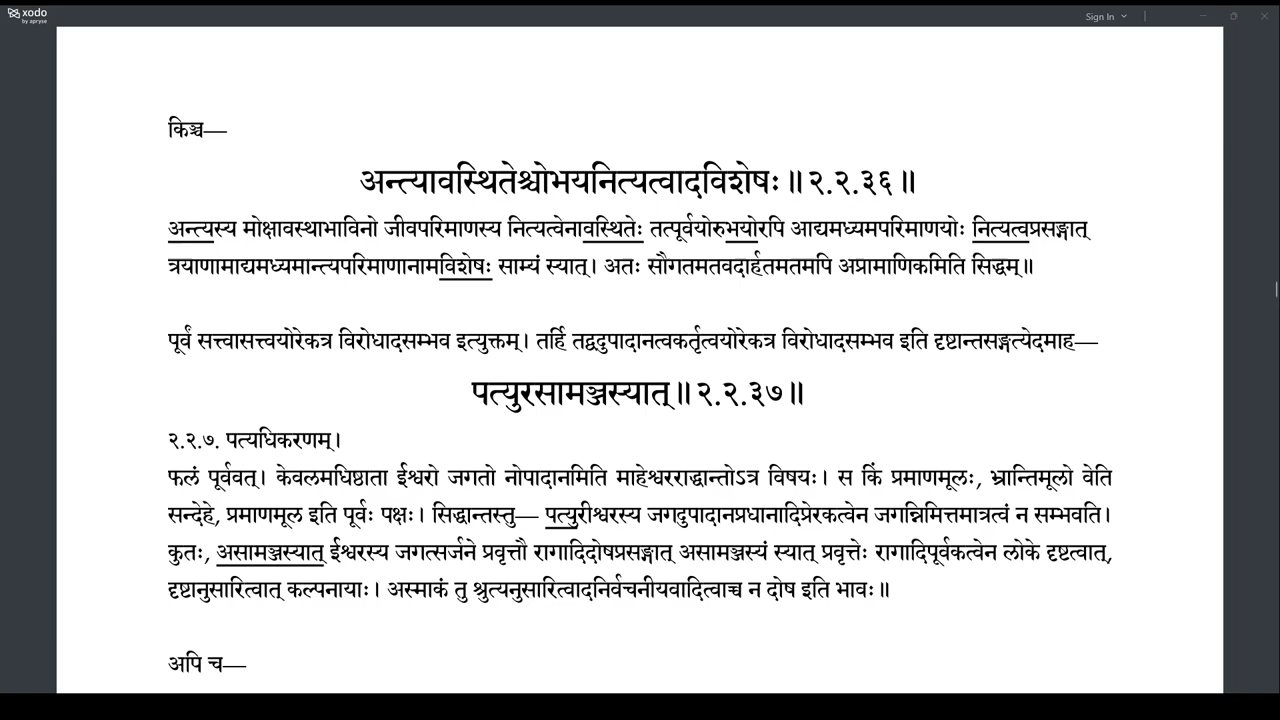 xodo
by apryse
Sign In
किञ्च—
अन्त्यावस्थितेश्चोभयनित्यत्वादविशेषः॥२.२.३६॥
अन्त्यस्य मोक्षावस्थाभाविनो जीवपरिमाणस्य नित्यत्वेनावस्थितेः तत्पूर्वयोरुभयोरपि आद्यमध्यमपरिमाणयोः नित्यत्वप्रसङ्गात्
त्रयाणामाद्यमध्यमान्त्यपरिमाणानामविशेषः साम्यं स्यात्। अतः सौगतमतवदार्हतमतमपि अप्रामाणिकमिति सिद्धम्॥
पूर्वं सत्त्वासत्त्वयोरेकत्र विरोधादसम्भव इत्युक्तम्। तर्हि तद्वदुपादानत्वकर्तृत्वयोरेकत्र विरोधादसम्भव इति दृष्टान्तसङ्गत्येदमाह—
पत्युरसामञ्जस्यात्॥२.२.३७॥
२.२.७. पत्यधिकरणम्।
फलं पूर्ववत्। केवलमधिष्ठाता ईश्वरो जगतो नोपादानमिति माहेश्वरराद्धान्तोऽत्र विषयः। स किं प्रमाणमूलः, भ्रान्तिमूलो वेति
सन्देहे, प्रमाणमूल इति पूर्वः पक्षः। सिद्धान्तस्तु— पत्युरीश्वरस्य जगदुपादानप्रधानादिप्रेरकत्वेन जगन्निमित्तमात्रत्वं न सम्भवति।
कुतः, असामञ्जस्यात् ईश्वरस्य जगत्सर्जने प्रवृत्तौ रागादिदोषप्रसङ्गात् असामञ्जस्यं स्यात् प्रवृत्तेः रागादिपूर्वकत्वेन लोके दृष्टत्वात्,
दृष्टानुसारित्वात् कल्पनायाः। अस्माकं तु श्रुत्यनुसारित्वादनिर्वचनीयवादित्वाच्च न दोष इति भावः॥
अपि च—